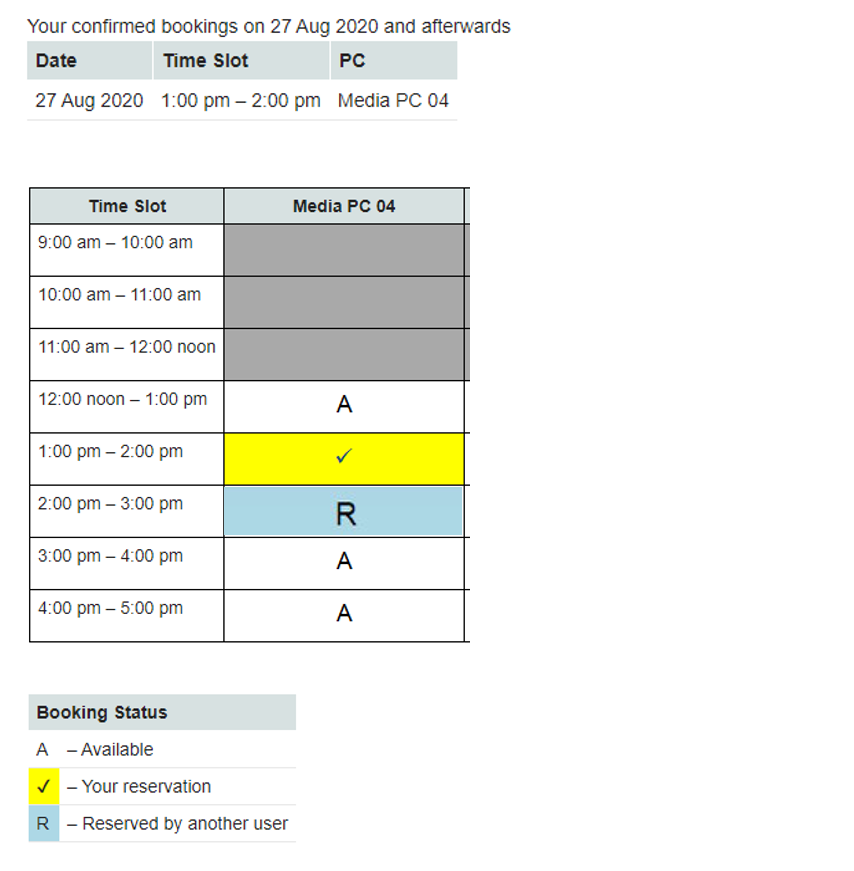 Your confirmed bookings on 27 Aug 2020 and afterwards
Date Time Slot PC
27 Aug 2020 1:00 pm – 2:00 pm Media PC 04
Time Slot Media PC 04
9:00 am – 10:00 am
10:00 am – 11:00 am
11:00 am – 12:00 noon
12:00 noon – 1:00 pm A
1:00 pm – 2:00 pm ✓
2:00 pm – 3:00 pm R
3:00 pm – 4:00 pm A
4:00 pm – 5:00 pm A
Booking Status
A – Available
✓ – Your reservation
R – Reserved by another user